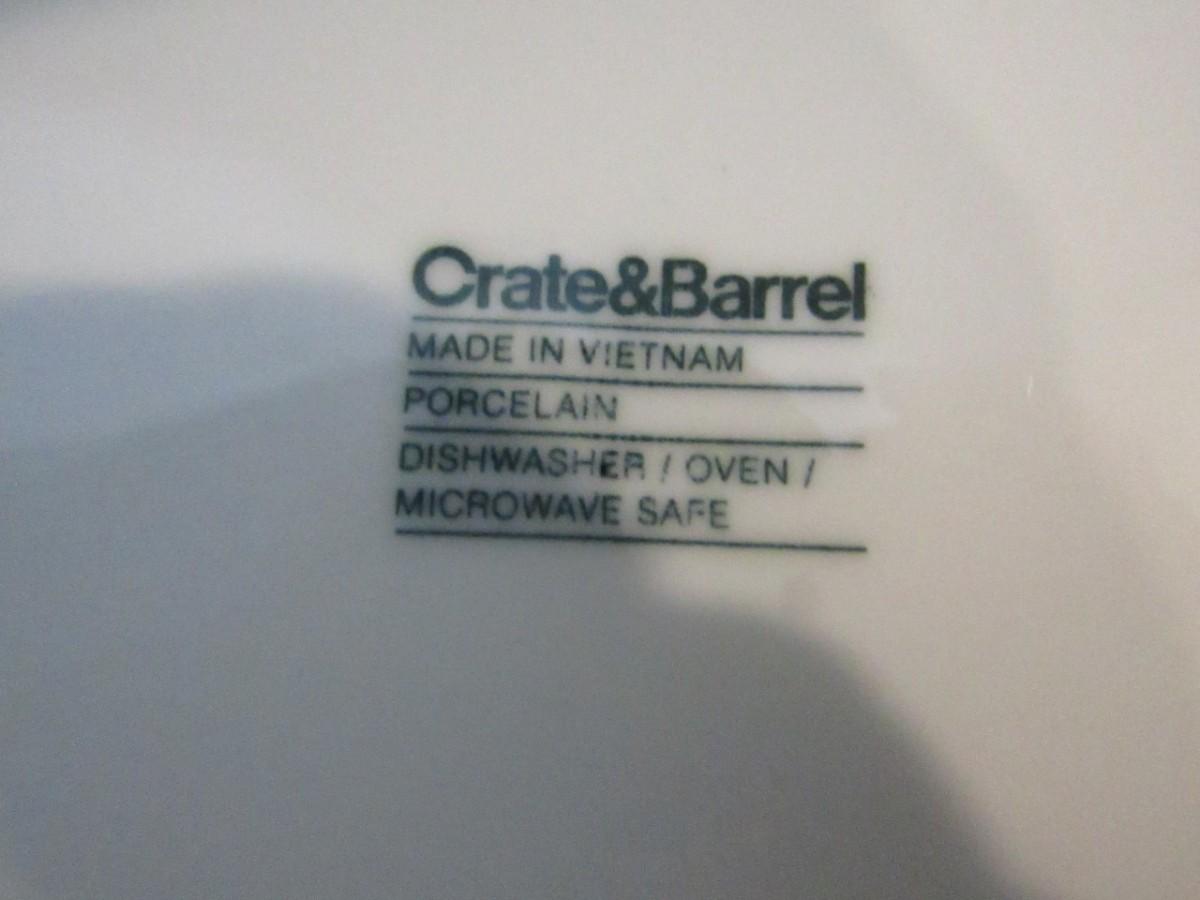 Crate&Barrel
MADE IN VIETNAM
PORCELAIN
DISHWASHER / OVEN /
MICROWAVE SAFE